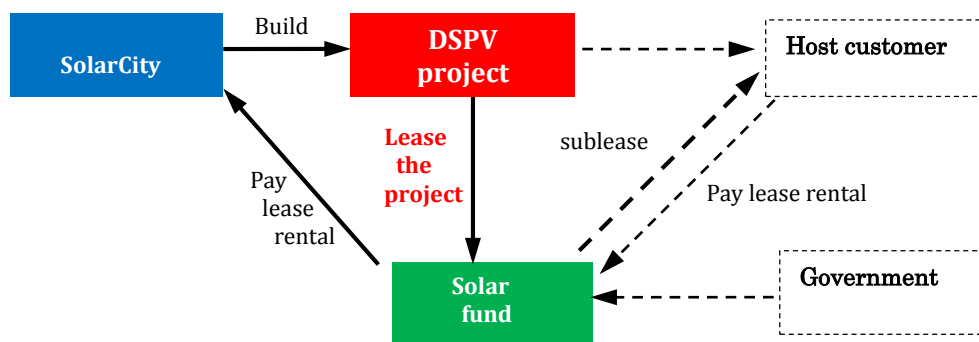 SolarCity
Build
DSPV
project
Host customer
Lease
the
project
sublease
Pay
lease
rental
Pay lease rental
Solar
fund
Government